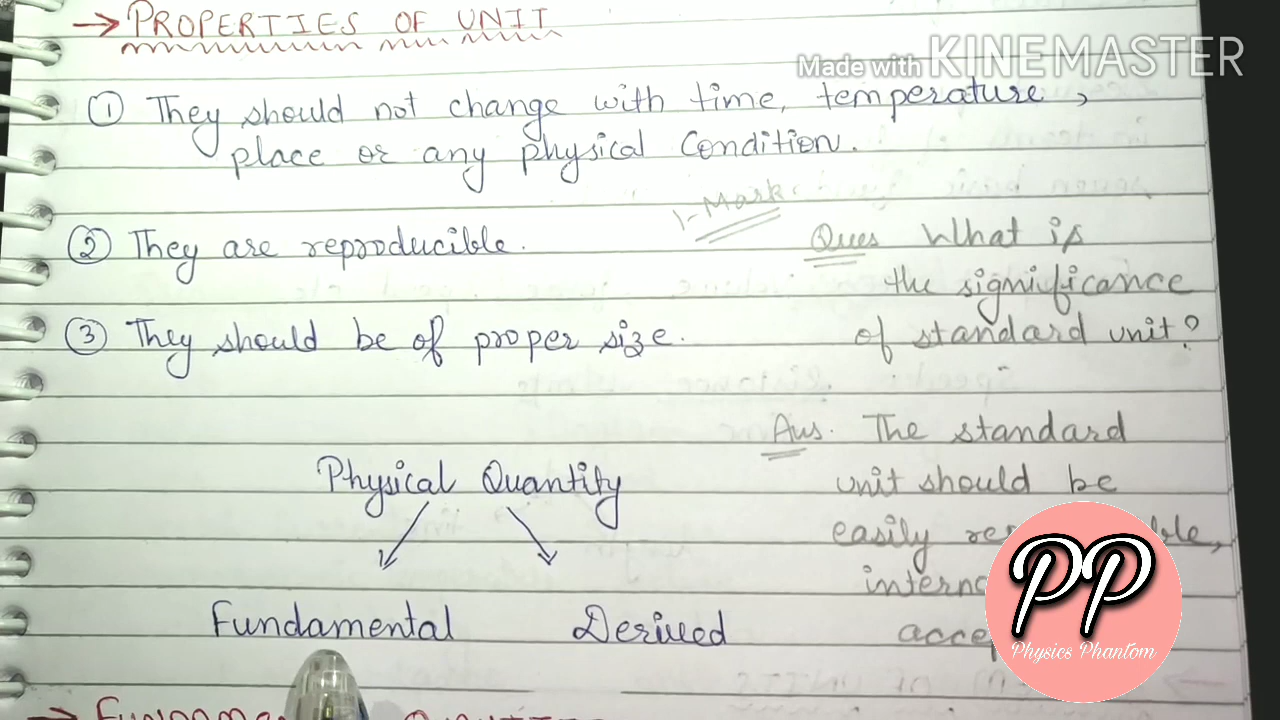 → PROPERTIES OF UNIT
Made with KINEMASTER
① They should not change with time, temperature,
place or any physical Condition.
1-Mark.
② They are reproducible.
Ques What is
the significance
of standard unit?
③ They should be of proper size.
Ans. The standard
unit should be
easily
Physical Quantity
Fundamental Derived
PP
Physics Phantom